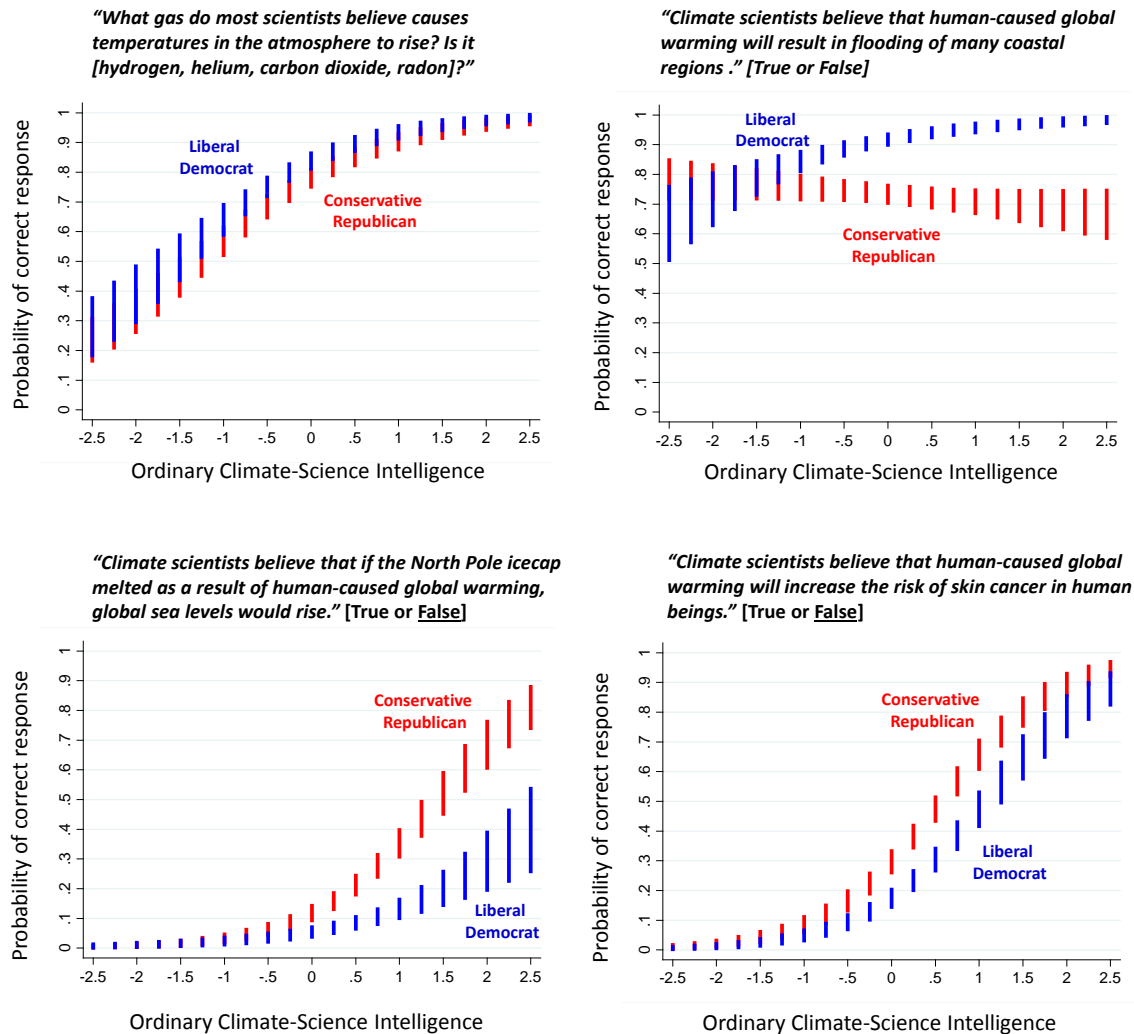 “What gas do most scientists believe causes
temperatures in the atmosphere to rise? Is it
[hydrogen, helium, carbon dioxide, radon]?”
Probability of correct response
1
.9
.8
.7
.6
.5
.4
.3
.2
.1
0
Liberal
Democrat
Conservative
Republican
-2.5 -2 -1.5 -1 -.5 0 .5 1 1.5 2 2.5
Ordinary Climate-Science Intelligence
“Climate scientists believe that human-caused global
warming will result in flooding of many coastal
regions .” [True or False]
Probability of correct response
1
.9
.8
.7
.6
.5
.4
.3
.2
.1
0
Liberal
Democrat
Conservative
Republican
-2.5 -2 -1.5 -1 -.5 0 .5 1 1.5 2 2.5
Ordinary Climate-Science Intelligence
“Climate scientists believe that if the North Pole icecap
melted as a result of human-caused global warming,
global sea levels would rise.” [True or False]
Probability of correct response
1
.9
.8
.7
.6
.5
.4
.3
.2
.1
0
Conservative
Republican
Liberal
Democrat
-2.5 -2 -1.5 -1 -.5 0 .5 1 1.5 2 2.5
Ordinary Climate-Science Intelligence
“Climate scientists believe that human-caused global
warming will increase the risk of skin cancer in human
beings.” [True or False]
Probability of correct response
1
.9
.8
.7
.6
.5
.4
.3
.2
.1
0
Conservative
Republican
Liberal
Democrat
-2.5 -2 -1.5 -1 -.5 0 .5 1 1.5 2 2.5
Ordinary Climate-Science Intelligence